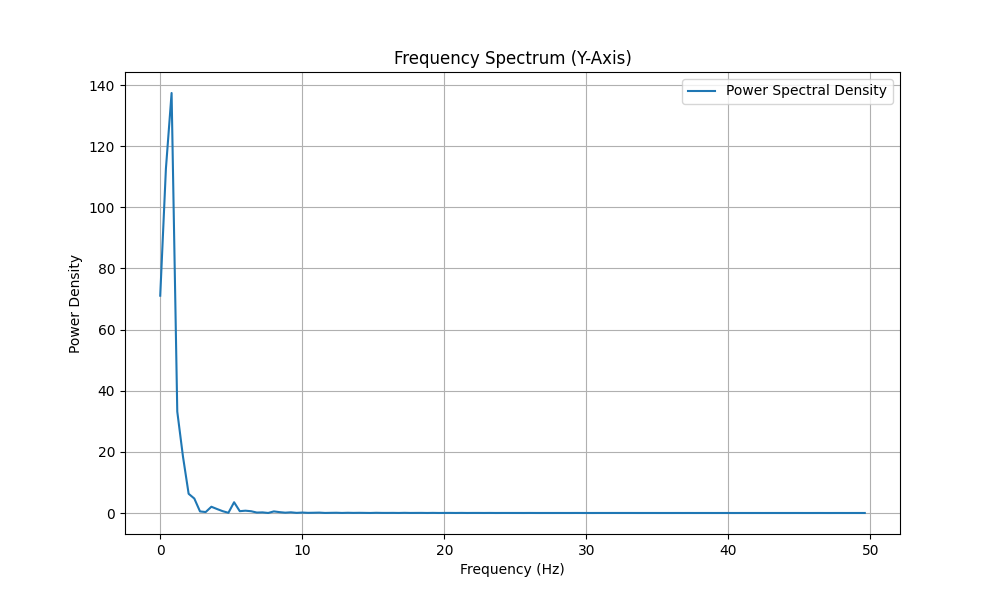 Frequency Spectrum (Y-Axis)
Power Spectral Density
140
120
100
80
60
40
20
0
Power Density
0 10 20 30 40 50
Frequency (Hz)